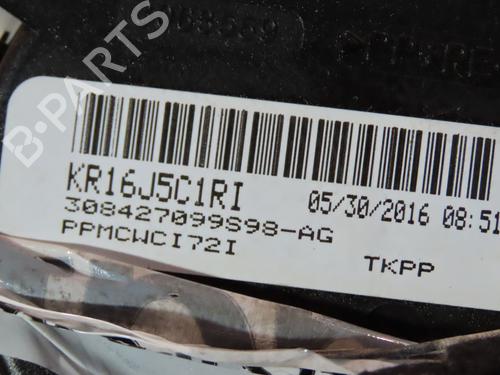 B-PARTS
KR16J5C1RI 05/30/2016 08:51
308427099S98-AG
PPMCWCI72I
TKPP